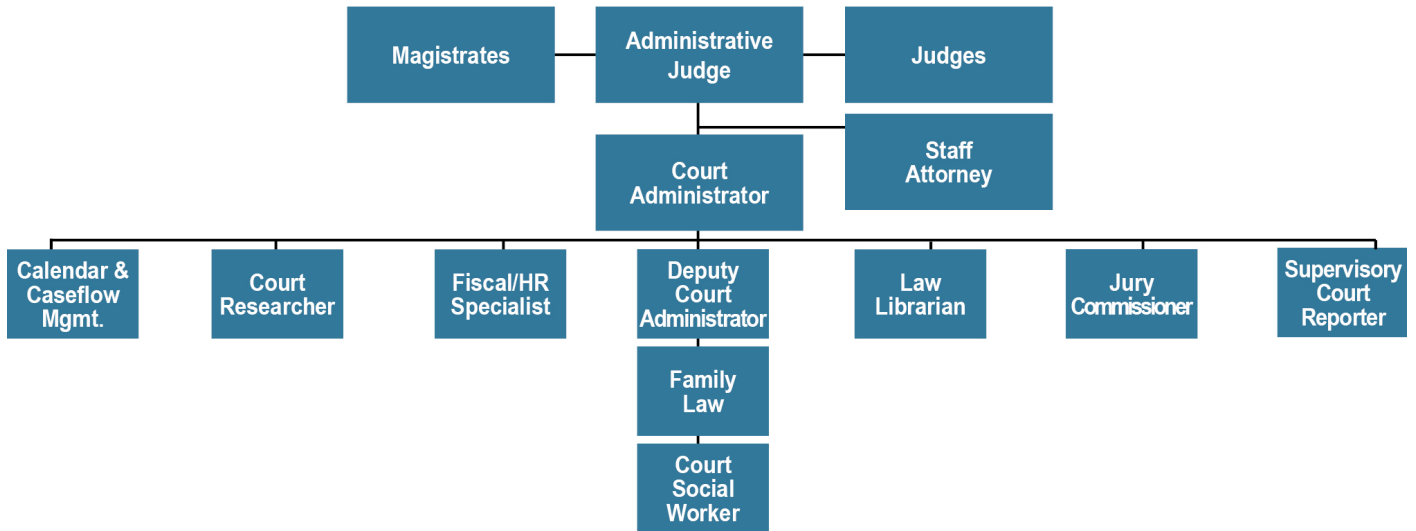 Magistrates
Administrative
Judge
Judges
Court
Administrator
Staff
Attorney
Calendar &
Caseflow
Mgmt.
Court
Researcher
Fiscal/HR
Specialist
Deputy
Court
Administrator
Law
Librarian
Jury
Commissioner
Supervisory
Court
Reporter
Family
Law
Court
Social
Worker